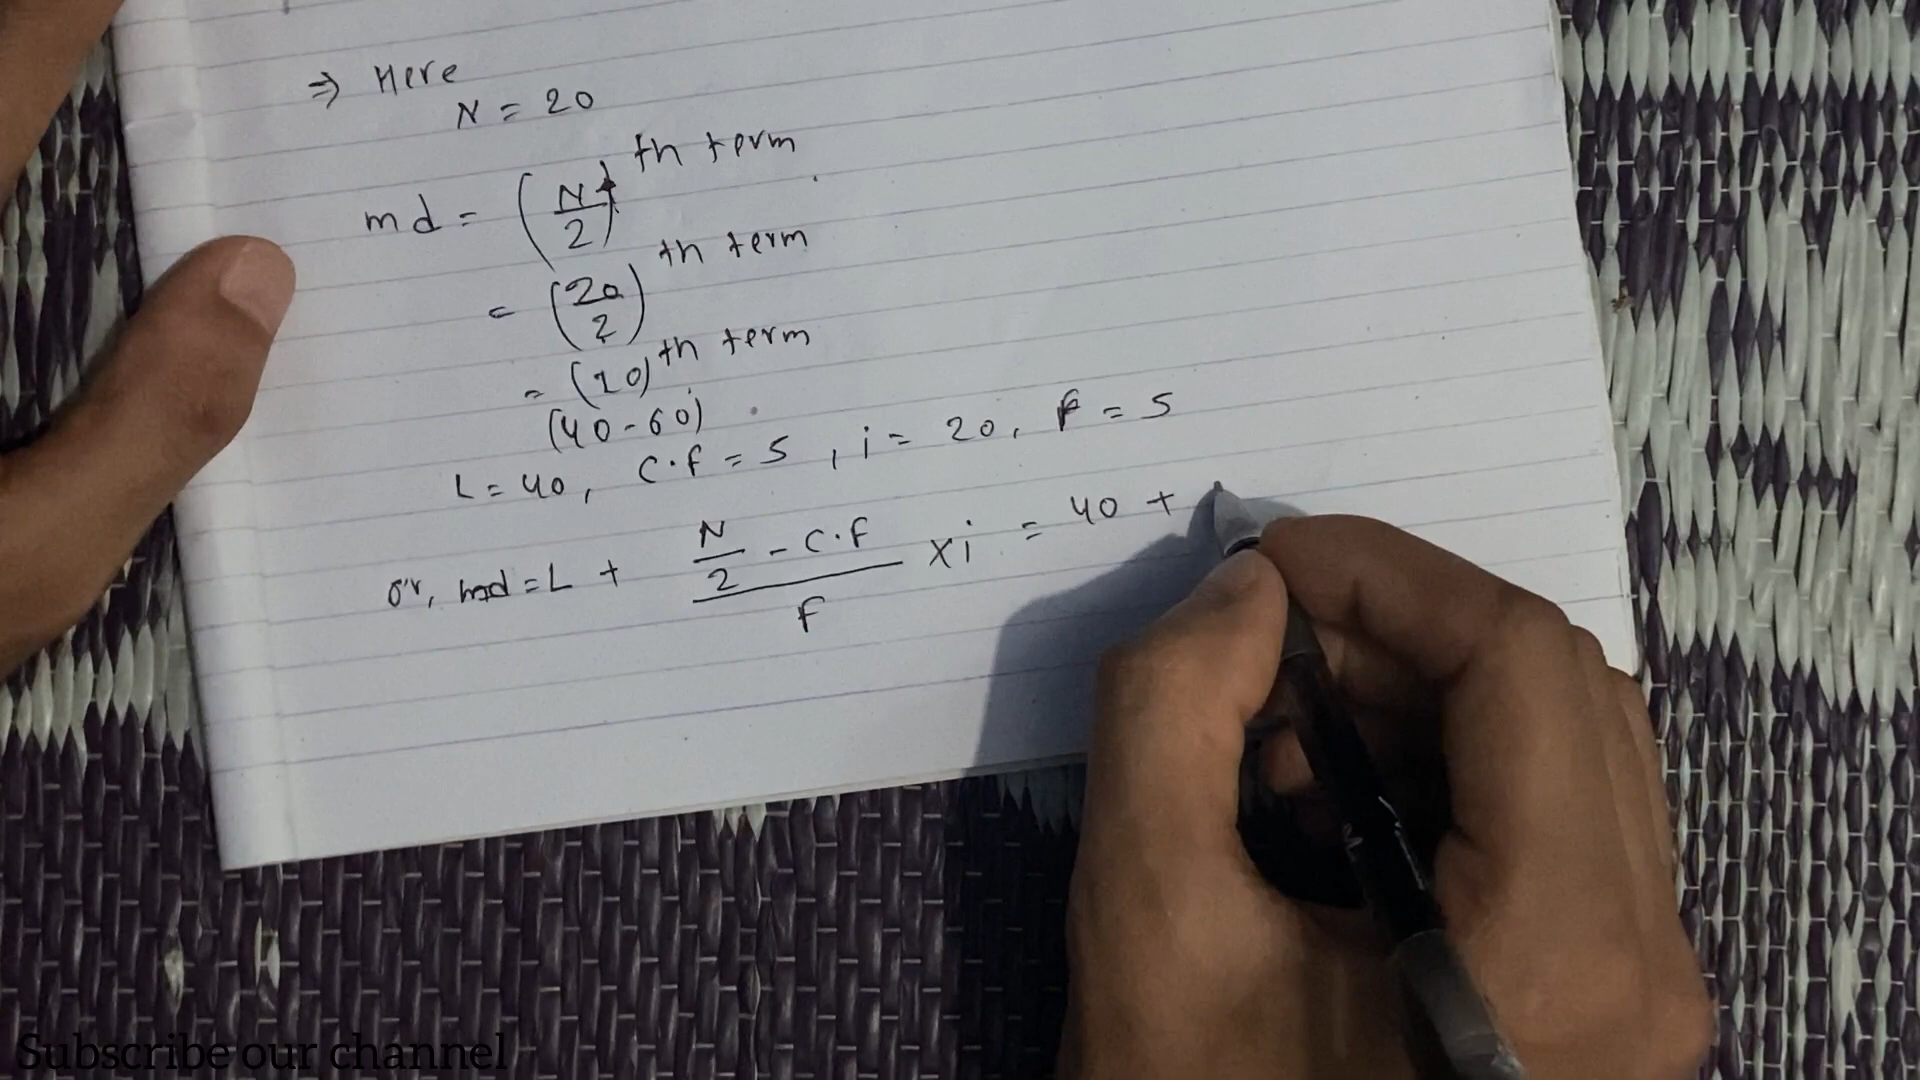 ⇒ Here
N = 20
md = (N/2) th term
= (20/2) th term
= (10) th term
(40-60)
L = 40, C.f = 5, i = 20, f = 5
or, md = L + (N/2 - C.f)/f × i = 40 +
Subscribe our channel